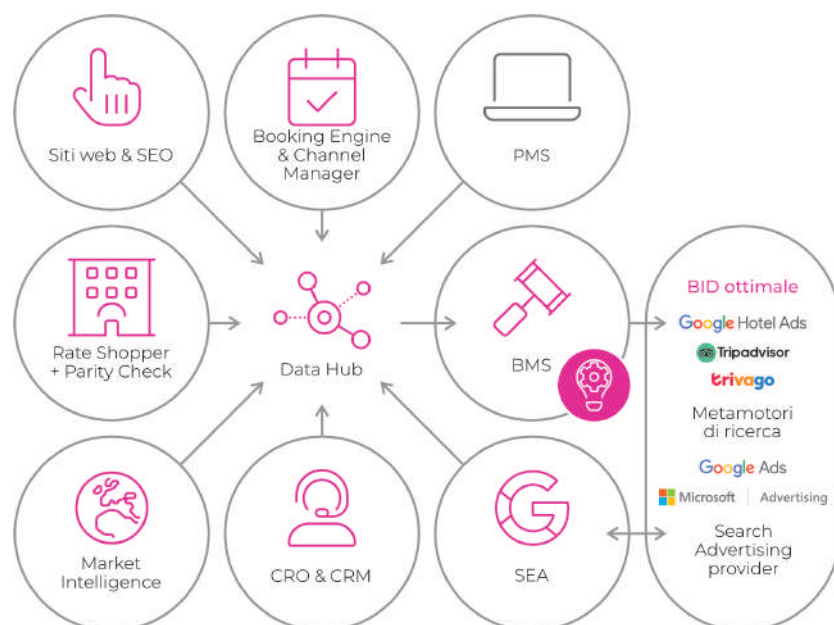 Siti web & SEO
Booking Engine
& Channel
Manager
PMS
Rate Shopper
+ Parity Check
Data Hub
BMS
BID ottimale
Google Hotel Ads
Tripadvisor
trivago
Metamotori
di ricerca
Google Ads
Microsoft | Advertising
Search
Advertising
provider
Market
Intelligence
CRO & CRM
SEA